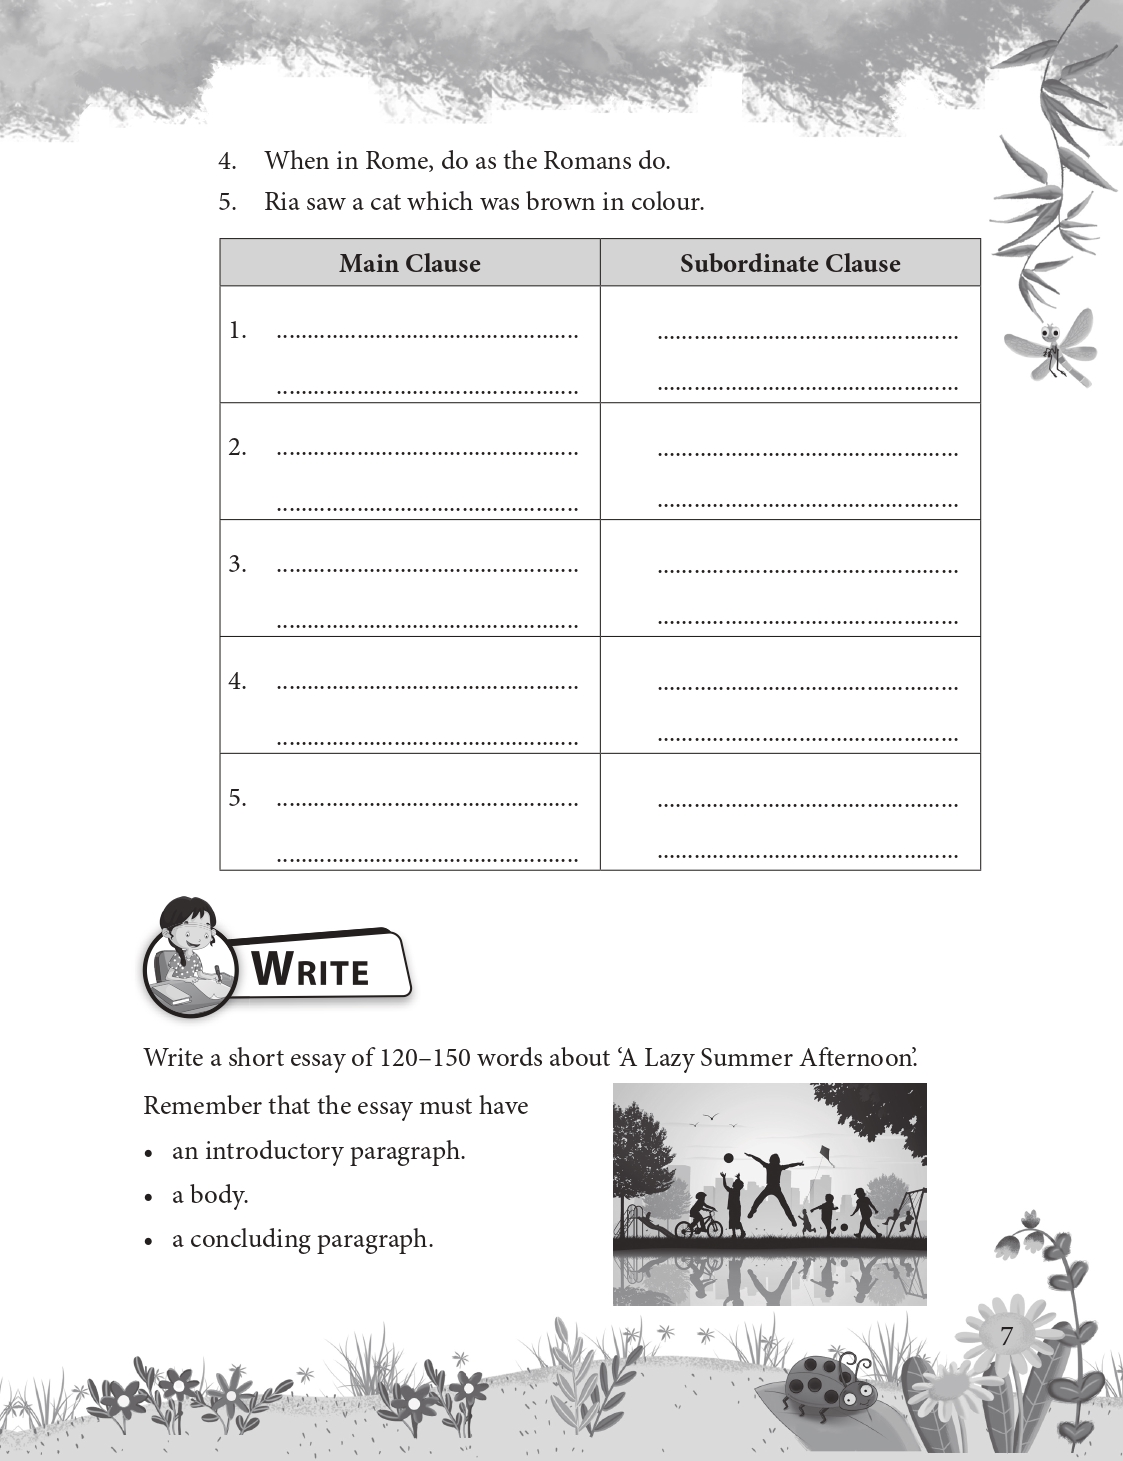 4. When in Rome, do as the Romans do.
5. Ria saw a cat which was brown in colour.
Main Clause Subordinate Clause
1. ................................................ ................................................
................................................ ................................................
2. ................................................ ................................................
................................................ ................................................
3. ................................................ ................................................
................................................ ................................................
4. ................................................ ................................................
................................................ ................................................
5. ................................................ ................................................
................................................ ................................................
WRITE
Write a short essay of 120–150 words about ‘A Lazy Summer Afternoon’.
Remember that the essay must have
• an introductory paragraph.
• a body.
• a concluding paragraph.
7